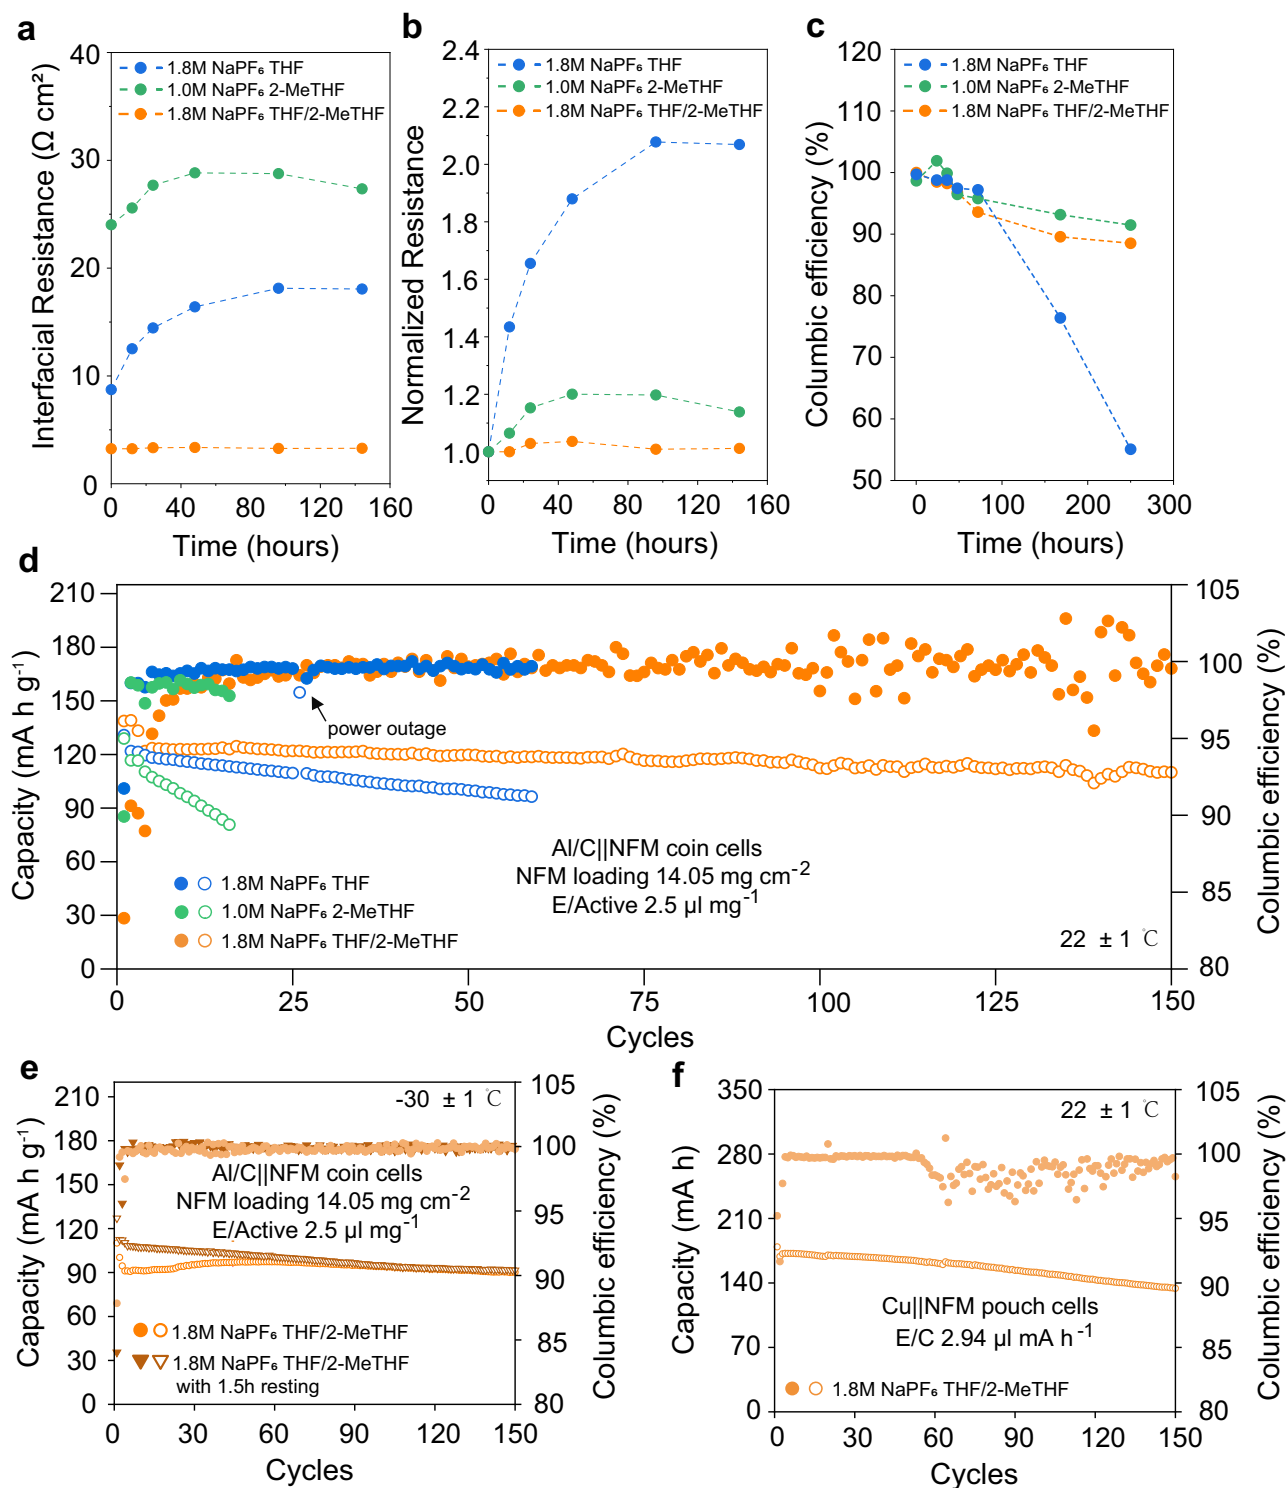 a
40
30
20
10
0
0
40
80
120
160
Interfacial Resistance (Ω cm²)
Time (hours)
1.8M NaPF₆ THF
1.0M NaPF₆ 2-MeTHF
1.8M NaPF₆ THF/2-MeTHF
b
2.4
2.2
2.0
1.8
1.6
1.4
1.2
1.0
0
40
80
120
160
Normalized Resistance
Time (hours)
1.8M NaPF₆ THF
1.0M NaPF₆ 2-MeTHF
1.8M NaPF₆ THF/2-MeTHF
c
120
110
100
90
80
70
60
50
0
100
200
300
Columbic efficiency (%)
Time (hours)
1.8M NaPF₆ THF
1.0M NaPF₆ 2-MeTHF
1.8M NaPF₆ THF/2-MeTHF
d
210
180
150
120
90
60
30
0
Capacity (mA h g⁻¹)
105
100
95
90
85
80
Columbic efficiency (%)
power outage
Al/C||NFM coin cells
NFM loading 14.05 mg cm⁻²
E/Active 2.5 µl mg⁻¹
1.8M NaPF₆ THF
1.0M NaPF₆ 2-MeTHF
1.8M NaPF₆ THF/2-MeTHF
22 ± 1 ℃
0
25
50
75
100
125
150
Cycles
e
210
180
174
150
120
90
60
30
0
Capacity (mA h g⁻¹)
105
100
95
90
85
80
Columbic efficiency (%)
-30 ± 1 ℃
Al/C||NFM coin cells
NFM loading 14.05 mg cm⁻²
E/Active 2.5 µl mg⁻¹
1.8M NaPF₆ THF/2-MeTHF
1.8M NaPF₆ THF/2-MeTHF
with 1.5h resting
0
30
60
90
120
150
Cycles
f
350
280
210
140
70
0
Capacity (mA h)
105
100
95
90
85
80
Columbic efficiency (%)
22 ± 1 ℃
Cu||NFM pouch cells
E/C 2.94 µl mA h⁻¹
1.8M NaPF₆ THF/2-MeTHF
0
30
60
90
120
150
Cycles